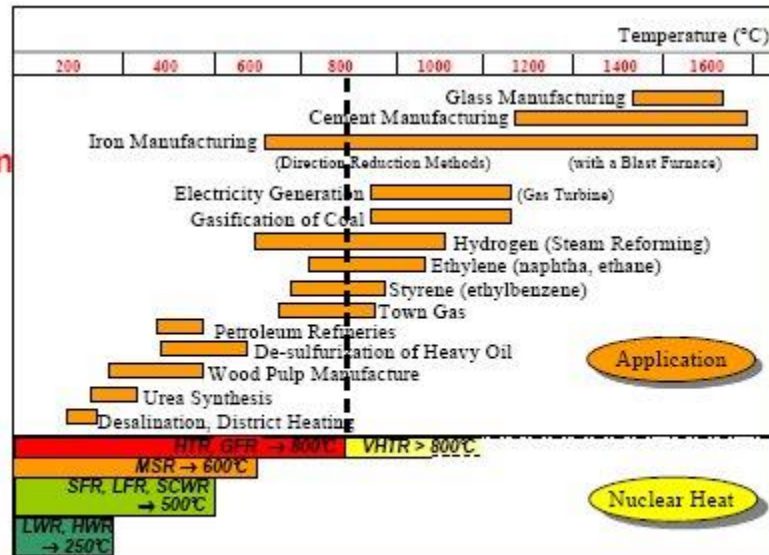 Temperature (°C)
200 400 600 800 1000 1200 1400 1600
Glass Manufacturing
Cement Manufacturing
Iron Manufacturing
(Direction Reduction Methods) (with a Blast Furnace)
Electricity Generation (Gas Turbine)
Gasification of Coal
Hydrogen (Steam Reforming)
Ethylene (naphtha, ethane)
Styrene (ethylbenzene)
Town Gas
Petroleum Refineries
De-sulfurization of Heavy Oil
Application
Wood Pulp Manufacture
Urea Synthesis
Desalination, District Heating
HTR, GFR → 800℃ VHTR > 800℃
MSR → 600℃
SFR, LFR, SCWR
→ 500℃
Nuclear Heat
LWR, HWR
→ 250℃